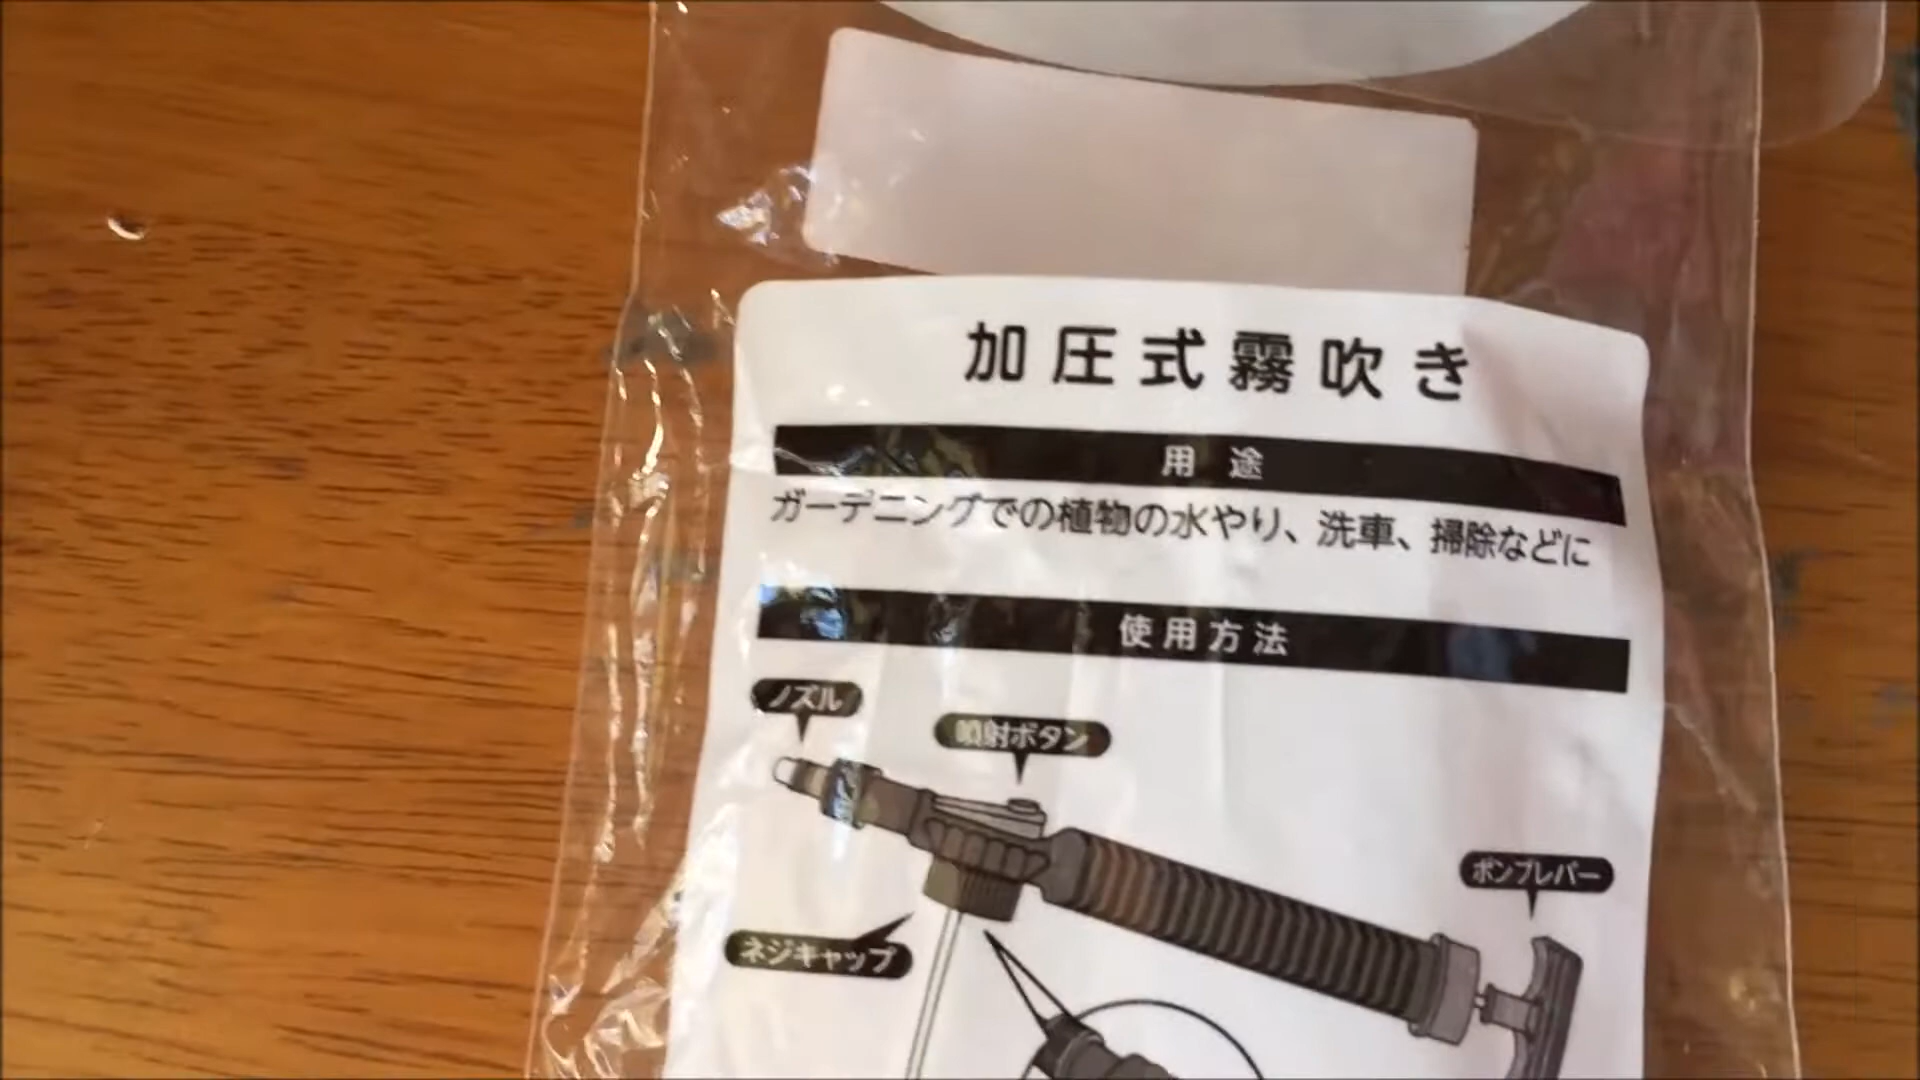 加圧式霧吹き
用途
ガーデニングでの植物の水やり、洗車、掃除などに
使用方法
ノズル
噴射ボタン
ポンプレバー
ネジキャップ